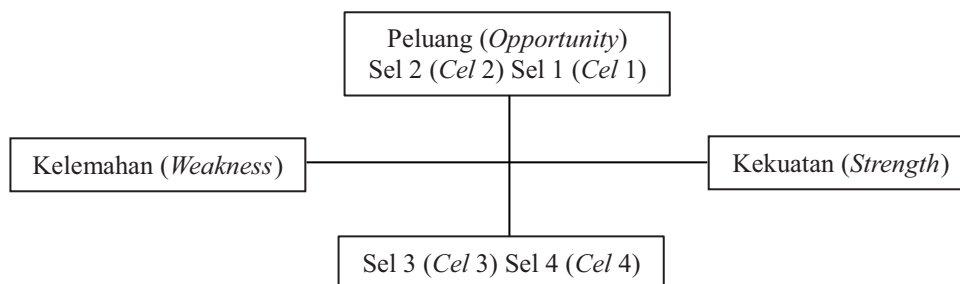 Peluang (Opportunity)
Sel 2 (Cel 2) Sel 1 (Cel 1)
Kelemahan (Weakness)
Kekuatan (Strength)
Sel 3 (Cel 3) Sel 4 (Cel 4)